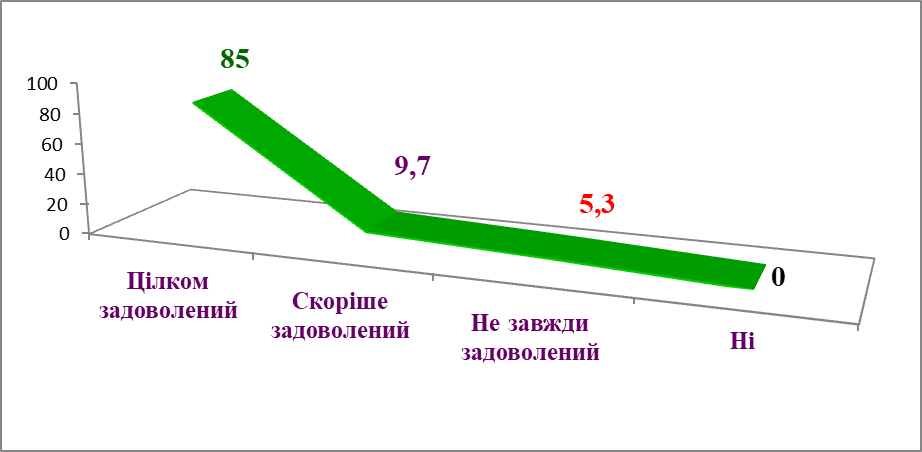 85
9,7
5,3
0
100
80
60
40
20
0
Цілком
задоволений
Скоріше
задоволений
Не завжди
задоволений
Ні